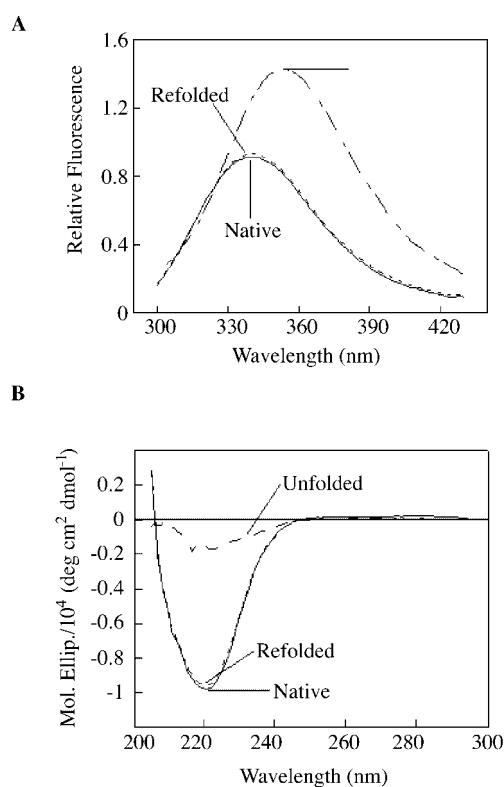 A
1.6
1.2
0.8
0.4
0
Relative Fluorescence
Refolded
Native
300 330 360 390 420
Wavelength (nm)
B
0.2
0
-0.2
-0.4
-0.6
-0.8
-1
-1.2
Mol. Ellip./10⁴ (deg cm² dmol⁻¹)
Unfolded
Refolded
Native
200 220 240 260 280 300
Wavelength (nm)